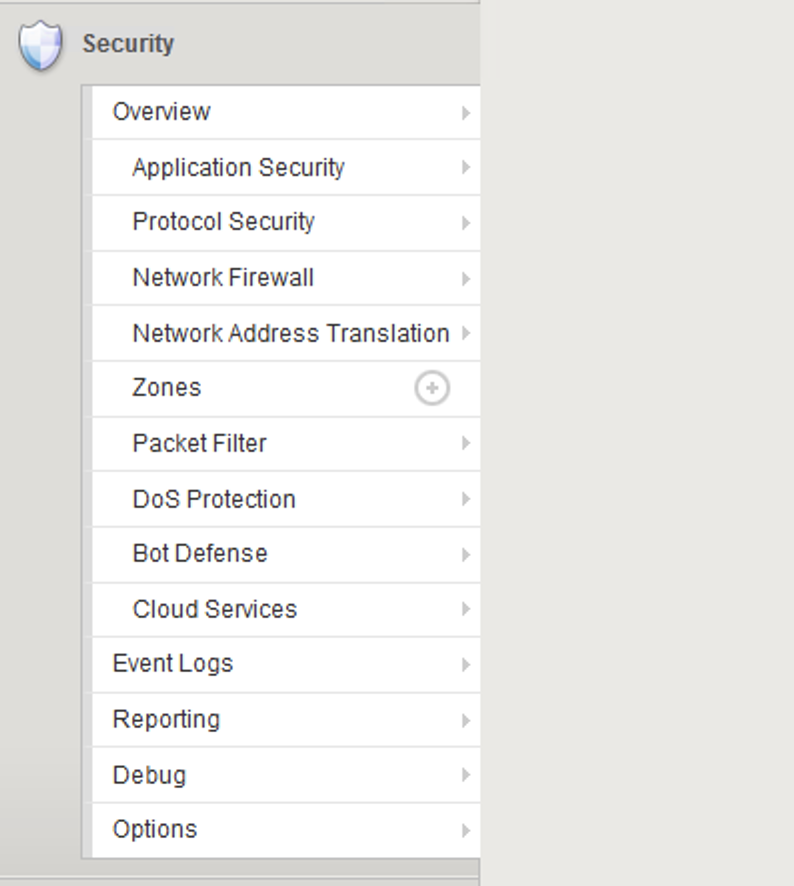 Security
Overview
Application Security
Protocol Security
Network Firewall
Network Address Translation
Zones
Packet Filter
DoS Protection
Bot Defense
Cloud Services
Event Logs
Reporting
Debug
Options